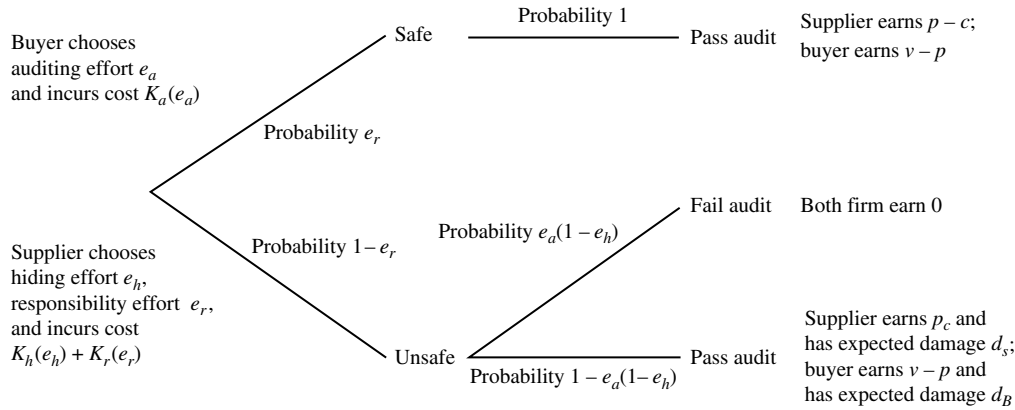 Buyer chooses
auditing effort e_a
and incurs cost K_a(e_a)
Safe
Probability 1
Pass audit
Supplier earns p – c;
buyer earns v – p
Probability e_r
Supplier chooses
hiding effort e_h,
responsibility effort e_r,
and incurs cost
K_h(e_h) + K_r(e_r)
Probability 1– e_r
Unsafe
Probability e_a(1 – e_h)
Fail audit
Both firm earn 0
Probability 1 – e_a(1– e_h)
Pass audit
Supplier earns p_c and
has expected damage d_s;
buyer earns v – p and
has expected damage d_B